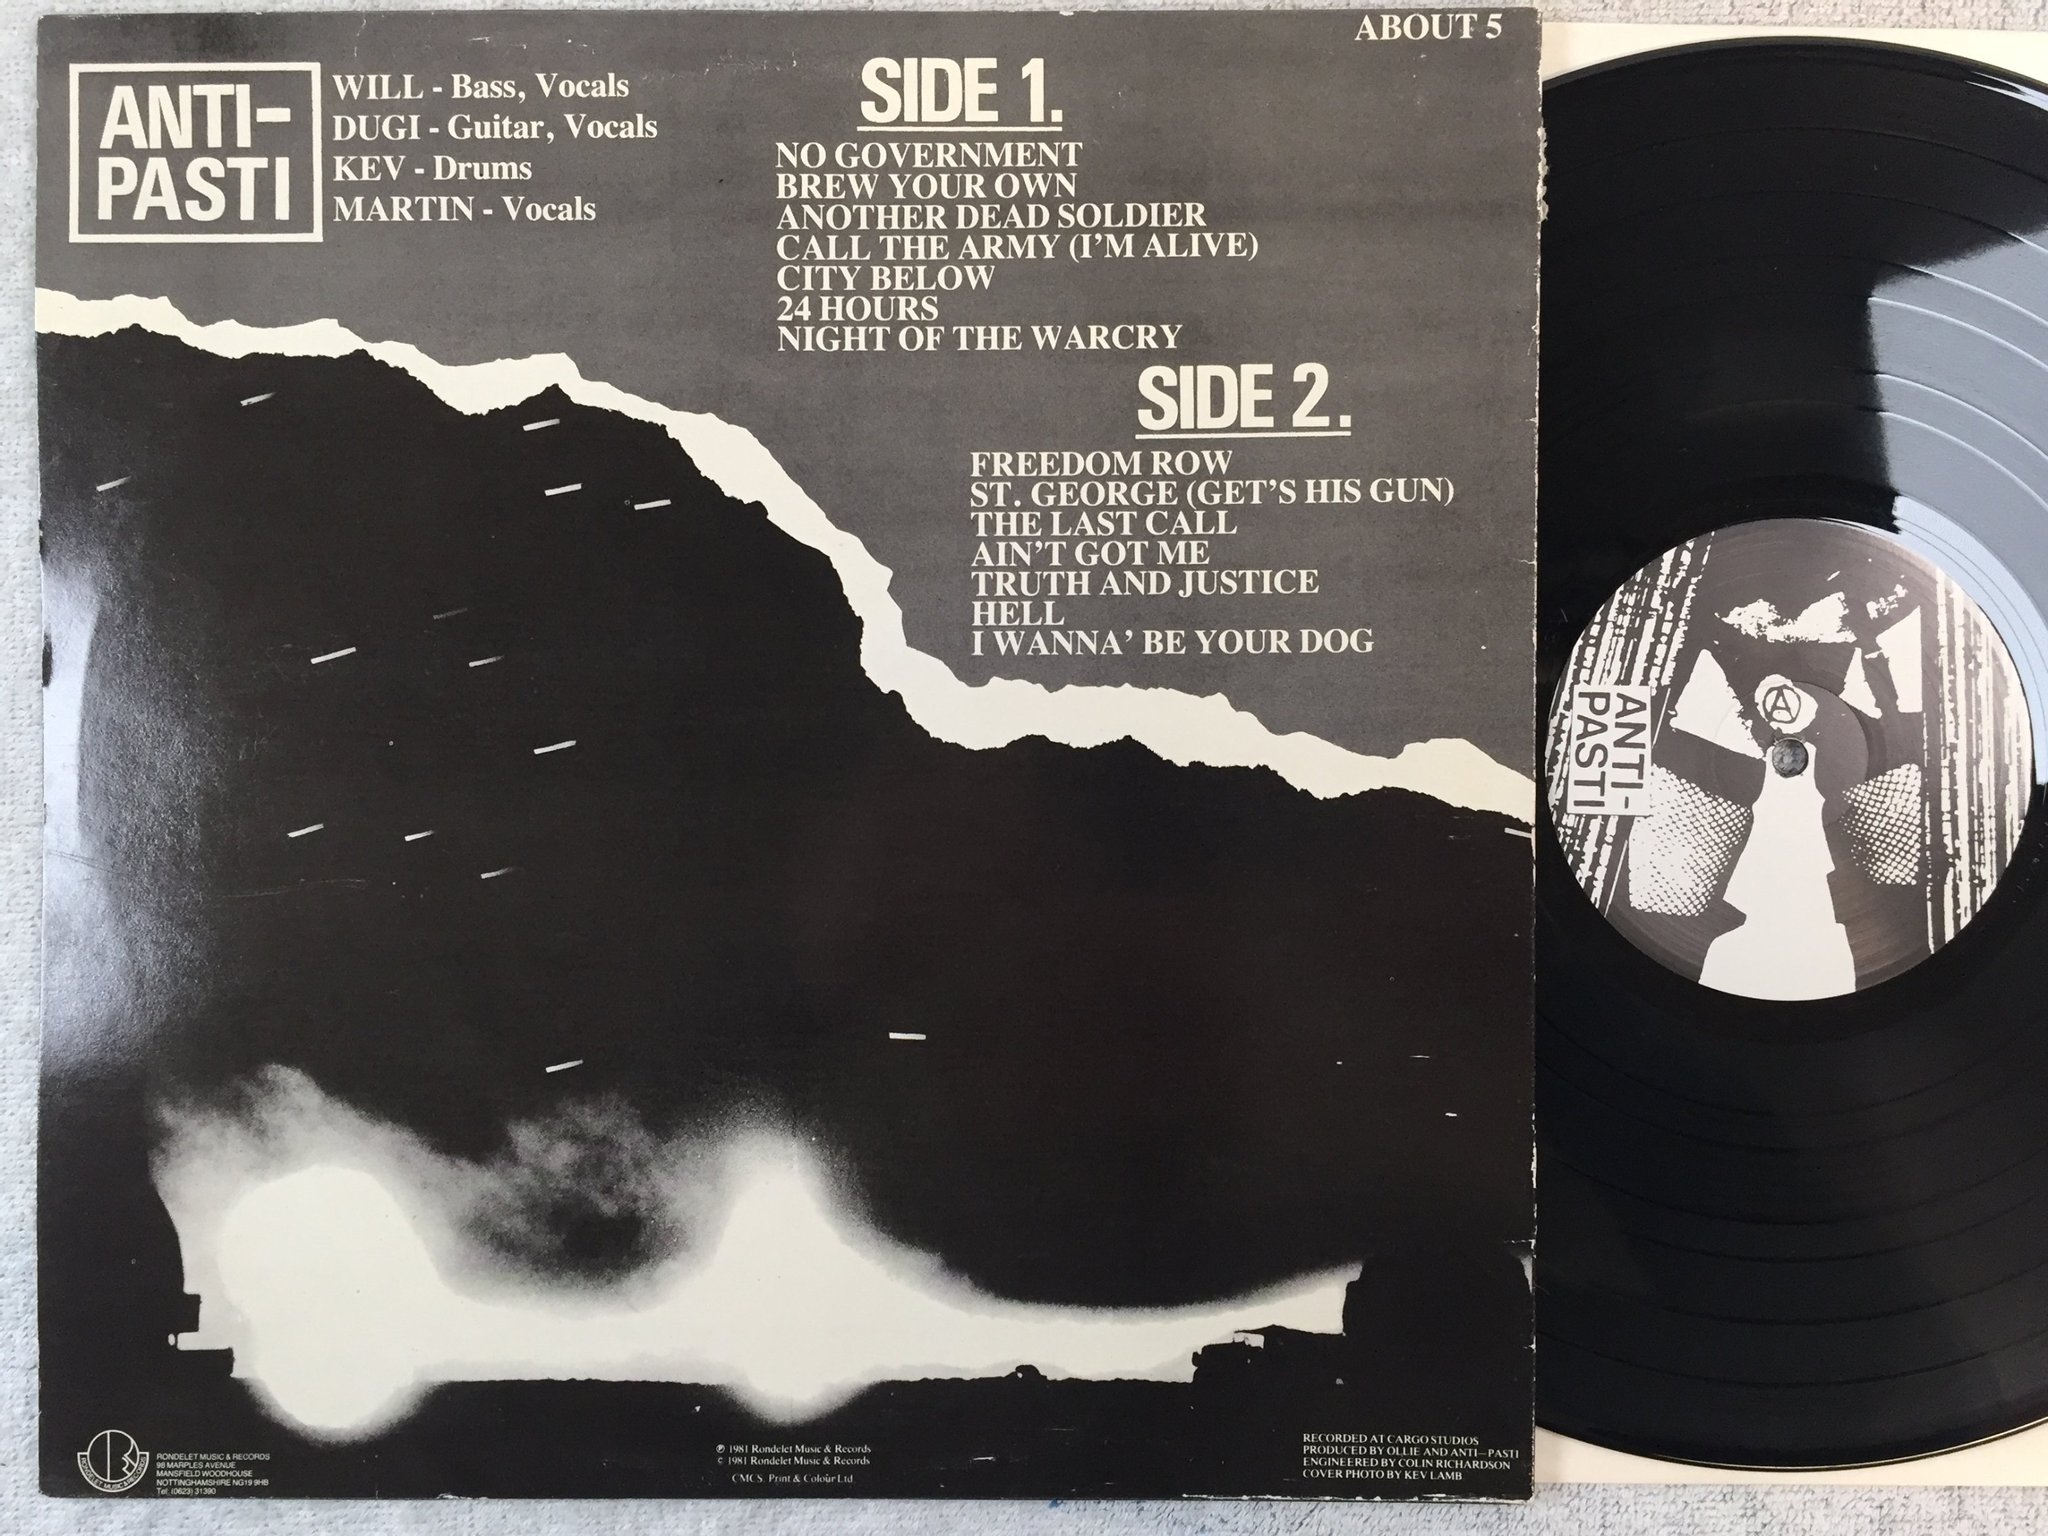 ABOUT 5
ANTI-
PASTI
WILL - Bass, Vocals
DUGI - Guitar, Vocals
KEV - Drums
MARTIN - Vocals
SIDE 1.
NO GOVERNMENT
BREW YOUR OWN
ANOTHER DEAD SOLDIER
CALL THE ARMY (I'M ALIVE)
CITY BELOW
24 HOURS
NIGHT OF THE WARCRY
SIDE 2.
FREEDOM ROW
ST. GEORGE (GET'S HIS GUN)
THE LAST CALL
AIN'T GOT ME
TRUTH AND JUSTICE
HELL
I WANNA' BE YOUR DOG
ANTI-
PASTI
A
R
RONDELET MUSIC & RECORDS
RONDELET MUSIC & RECORDS
98 MARPLES AVENUE
MANSFIELD WOODHOUSE
NOTTINGHAMSHIRE NG19 9HB
Tel: (0623) 31390
℗ 1981 Rondelet Music & Records
© 1981 Rondelet Music & Records
CMCS. Print & Colour Ltd
RECORDED AT CARGO STUDIOS
PRODUCED BY OLLIE AND ANTI-PASTI
ENGINEERED BY COLIN RICHARDSON
COVER PHOTO BY KEV LAMB